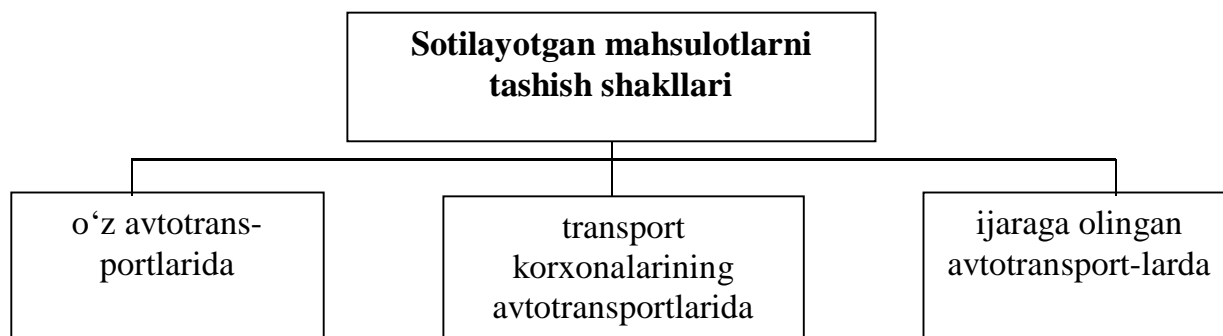 Sotilayotgan mahsulotlarni
tashish shakllari
o‘z avtotrans-
portlarida
transport
korxonalarining
avtotransportlarida
ijaraga olingan
avtotransport-larda